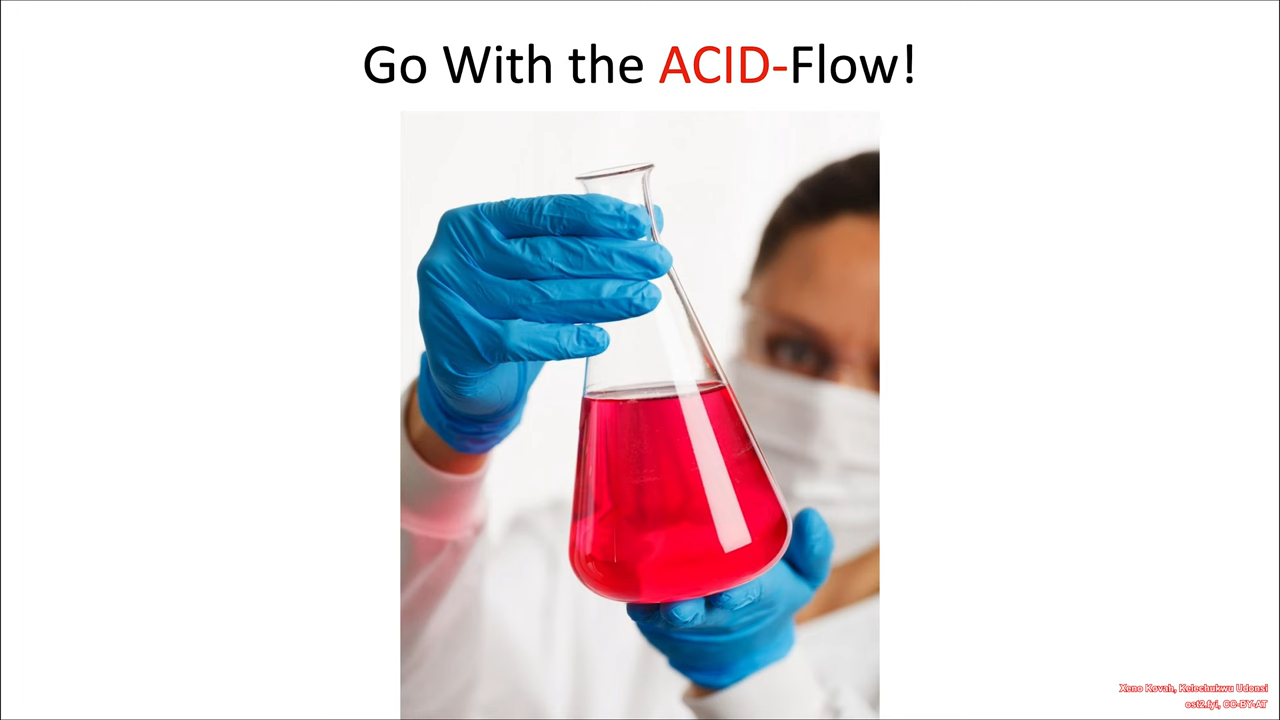 Go With the ACID-Flow!
Xeno Kovah, Kelechukwu Udonsi
ost2.fyi, CC-BY-AT